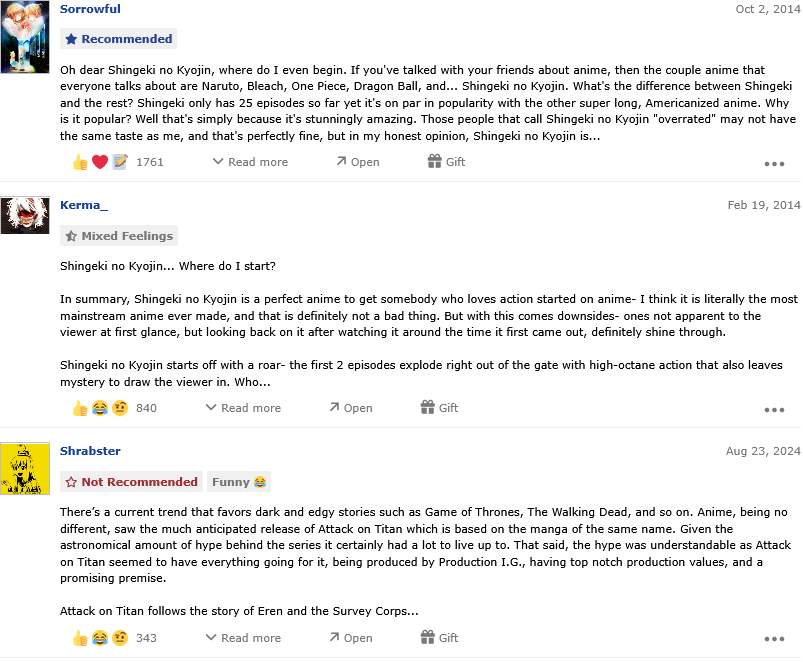 Sorrowful
Oct 2, 2014
Recommended
Oh dear Shingeki no Kyojin, where do I even begin. If you've talked with your friends about anime, then the couple anime that
everyone talks about are Naruto, Bleach, One Piece, Dragon Ball, and... Shingeki no Kyojin. What's the difference between Shingeki
and the rest? Shingeki only has 25 episodes so far yet it's on par in popularity with the other super long, Americanized anime. Why
is it popular? Well that's simply because it's stunningly amazing. Those people that call Shingeki no Kyojin "overrated" may not have
the same taste as me, and that's perfectly fine, but in my honest opinion, Shingeki no Kyojin is...
1761 Read more Open Gift
Kerma_
Feb 19, 2014
Mixed Feelings
Shingeki no Kyojin... Where do I start?
In summary, Shingeki no Kyojin is a perfect anime to get somebody who loves action started on anime- I think it is literally the most
mainstream anime ever made, and that is definitely not a bad thing. But with this comes downsides- ones not apparent to the
viewer at first glance, but looking back on it after watching it around the time it first came out, definitely shine through.
Shingeki no Kyojin starts off with a roar- the first 2 episodes explode right out of the gate with high-octane action that also leaves
mystery to draw the viewer in. Who...
840 Read more Open Gift
Shrabster
Aug 23, 2024
Not Recommended Funny 😂
There’s a current trend that favors dark and edgy stories such as Game of Thrones, The Walking Dead, and so on. Anime, being no
different, saw the much anticipated release of Attack on Titan which is based on the manga of the same name. Given the
astronomical amount of hype behind the series it certainly had a lot to live up to. That said, the hype was understandable as Attack
on Titan seemed to have everything going for it, being produced by Production I.G., having top notch production values, and a
promising premise.
Attack on Titan follows the story of Eren and the Survey Corps...
343 Read more Open Gift